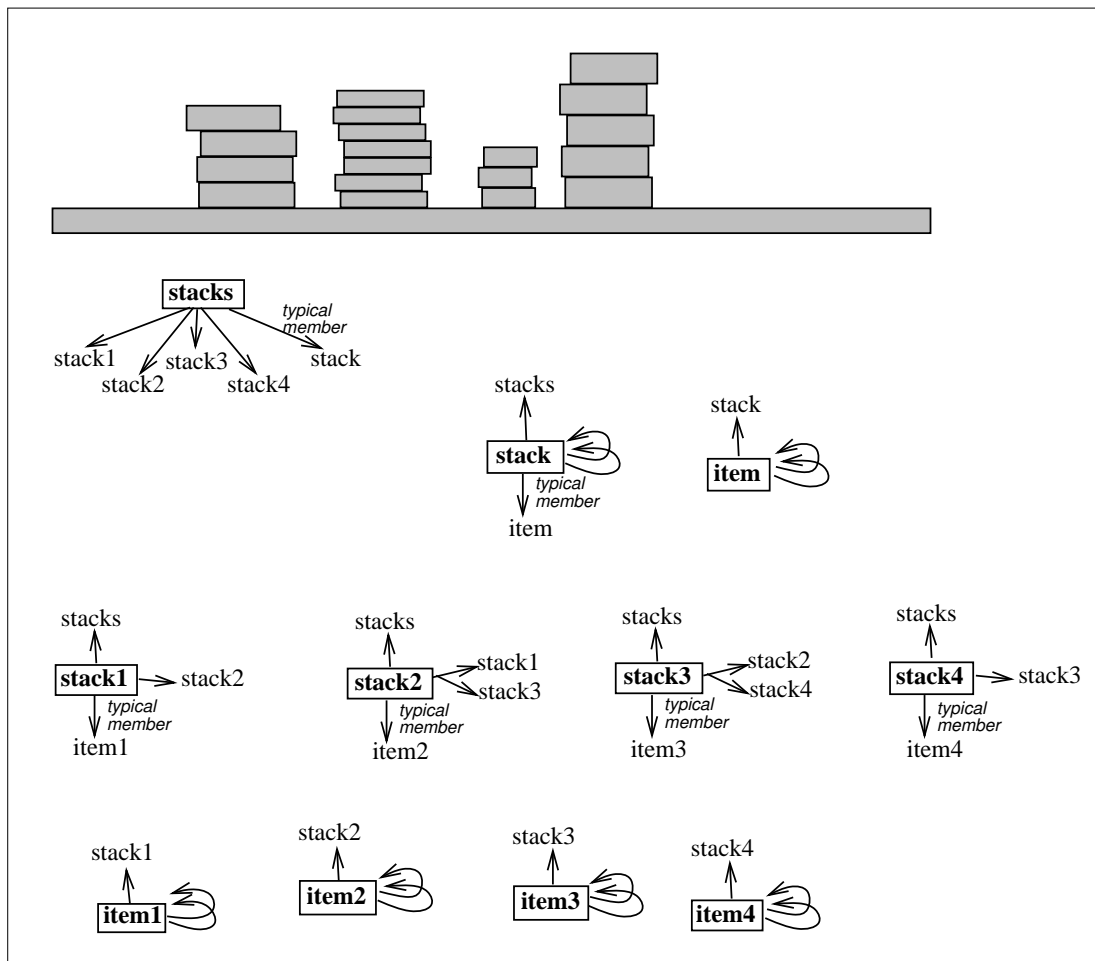 stacks
typical
member
stack1
stack3
stack
stack2
stack4
stacks
stack
stack
typical
member
item
item
stacks
stack1
stack2
typical
member
item1
stacks
stack2
stack1
stack3
typical
member
item2
stacks
stack3
stack2
stack4
typical
member
item3
stacks
stack4
stack3
typical
member
item4
stack1
item1
stack2
item2
stack3
item3
stack4
item4